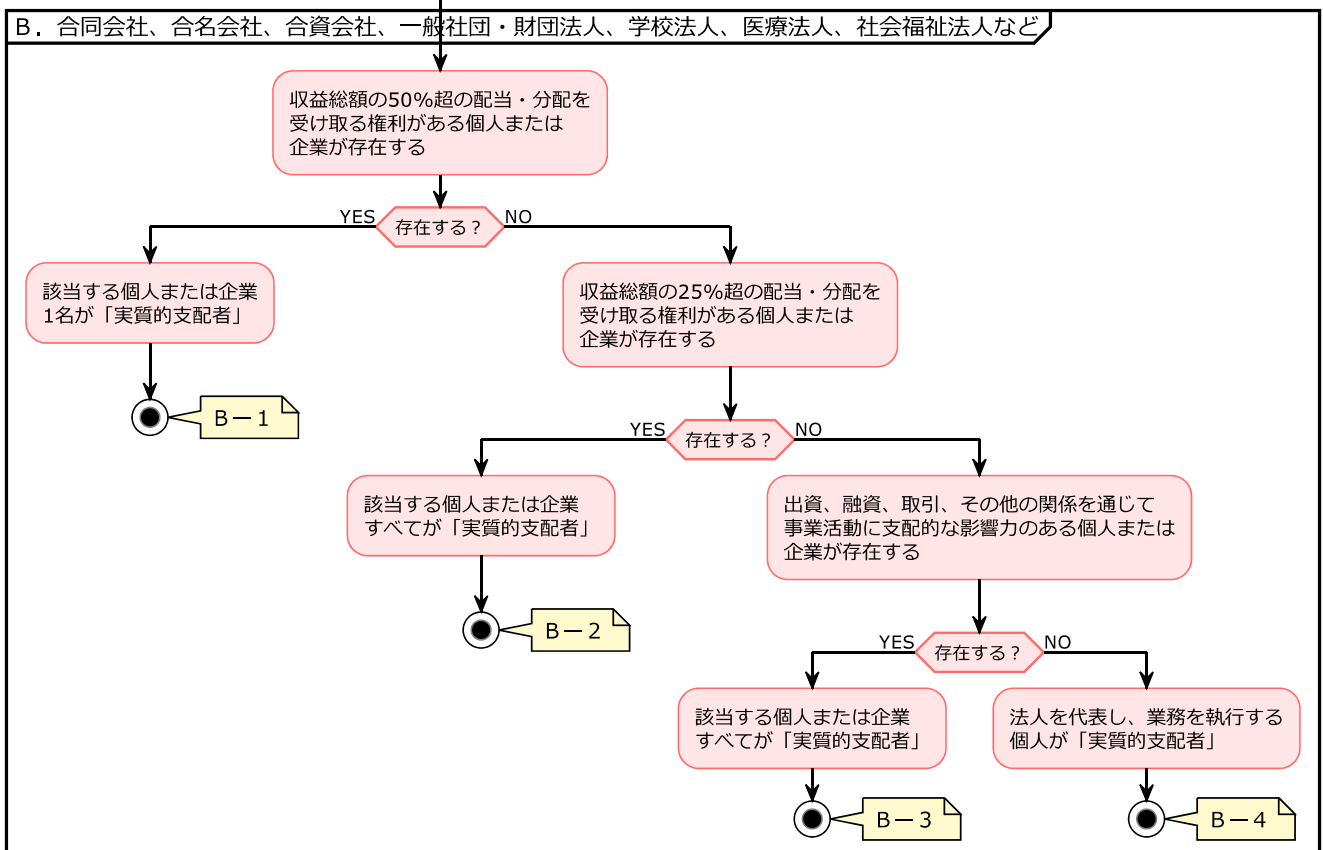 B．合同会社、合名会社、合資会社、一般社団・財団法人、学校法人、医療法人、社会福祉法人など
収益総額の50%超の配当・分配を
受け取る権利がある個人または
企業が存在する
YES
存在する？
NO
該当する個人または企業
1名が「実質的支配者」
B－1
収益総額の25%超の配当・分配を
受け取る権利がある個人または
企業が存在する
YES
存在する？
NO
該当する個人または企業
すべてが「実質的支配者」
B－2
出資、融資、取引、その他の関係を通じて
事業活動に支配的な影響力のある個人または
企業が存在する
YES
存在する？
NO
該当する個人または企業
すべてが「実質的支配者」
B－3
法人を代表し、業務を執行する
個人が「実質的支配者」
B－4